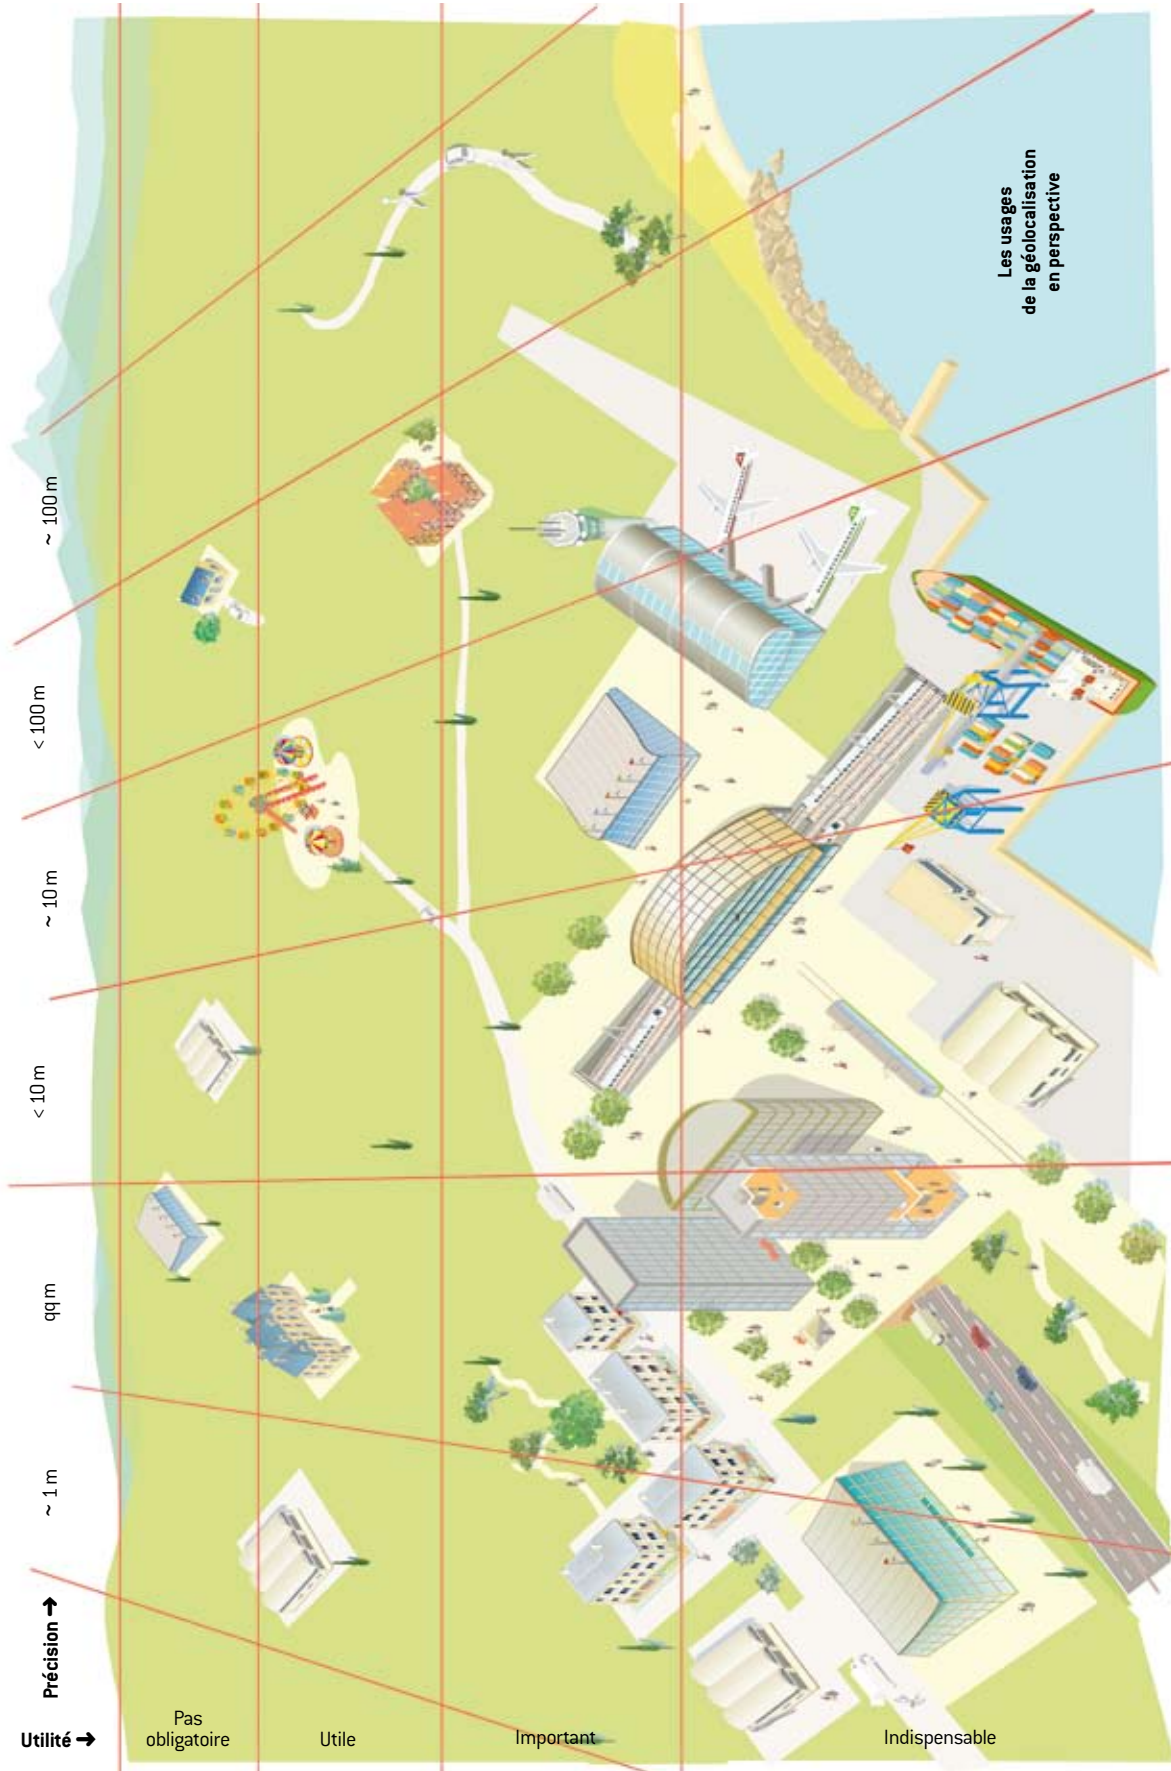 Les usages
de la géolocalisation
en perspective
~ 100 m
< 100 m
~ 10 m
< 10 m
qq m
~ 1 m
Précision ➔
Utilité ➔
Pas
obligatoire
Utile
Important
Indispensable